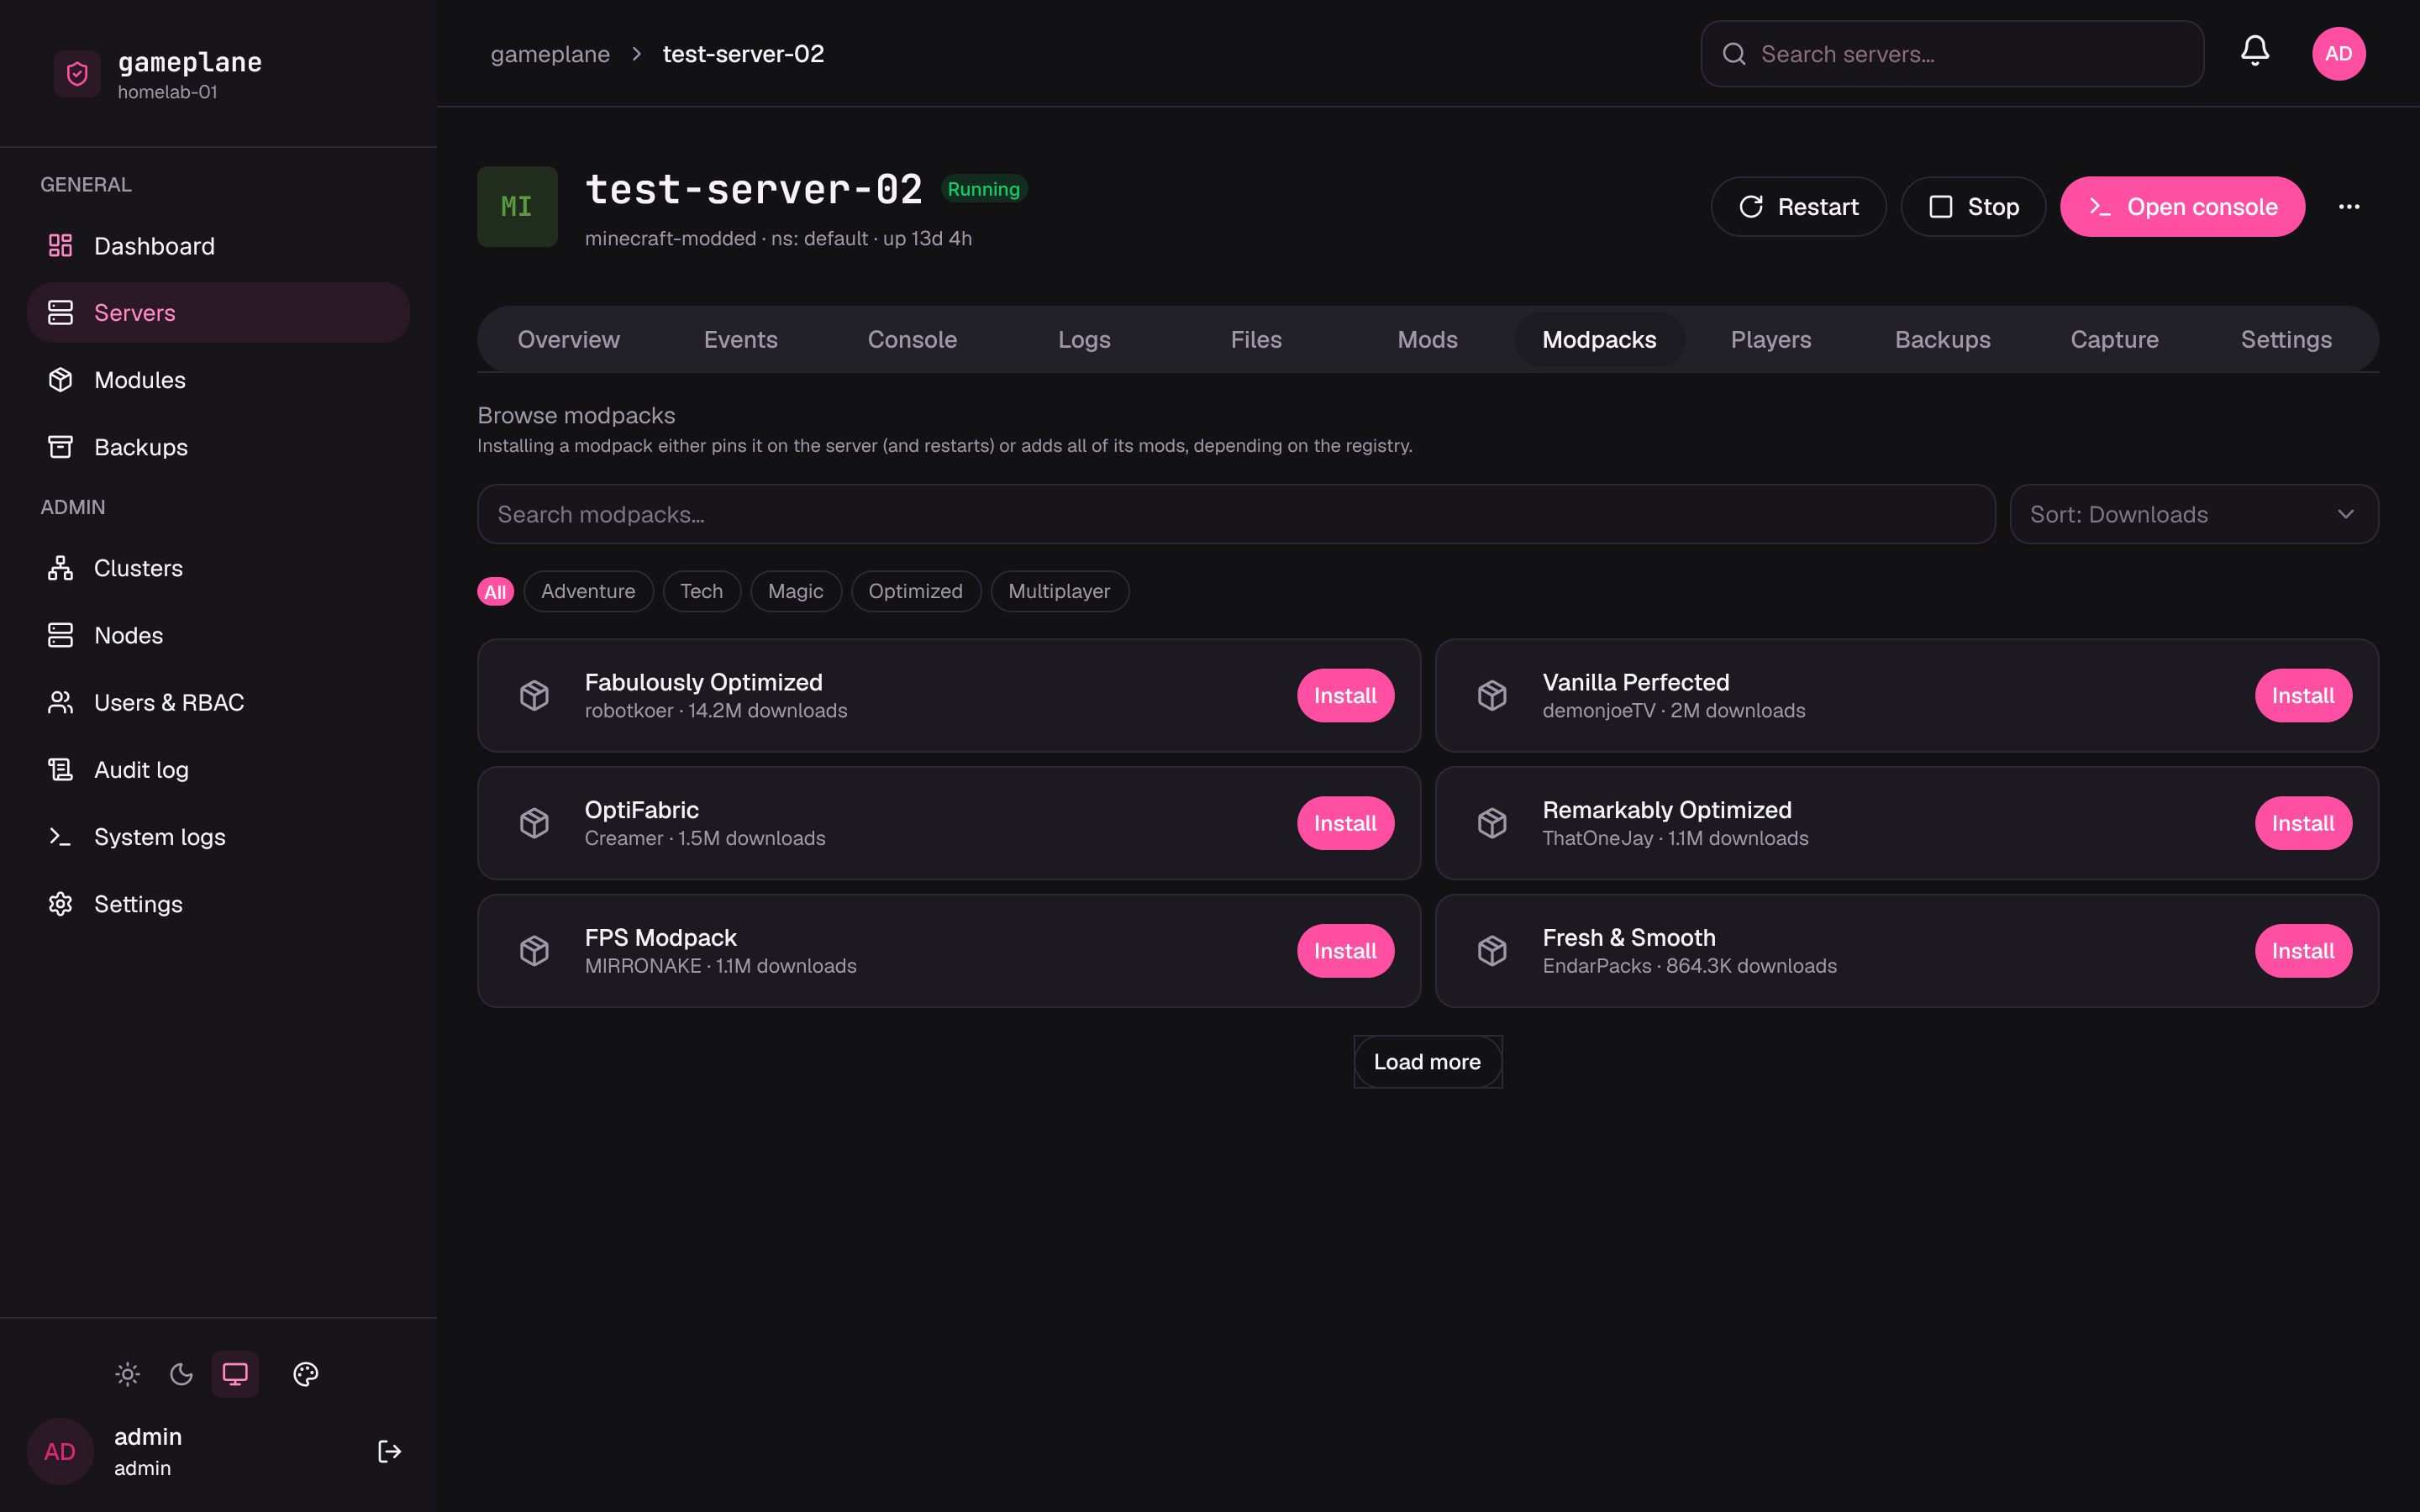 gameplane
homelab-01
GENERAL
Dashboard
Servers
Modules
Backups
ADMIN
Clusters
Nodes
Users & RBAC
Audit log
System logs
Settings
AD
admin
admin
gameplane
test-server-02
Search servers...
AD
MI
test-server-02
Running
minecraft-modded · ns: default · up 13d 4h
Restart
Stop
Open console
Overview
Events
Console
Logs
Files
Mods
Modpacks
Players
Backups
Capture
Settings
Browse modpacks
Installing a modpack either pins it on the server (and restarts) or adds all of its mods, depending on the registry.
Search modpacks...
Sort: Downloads
All
Adventure
Tech
Magic
Optimized
Multiplayer
Fabulously Optimized
robotkoer · 14.2M downloads
Install
Vanilla Perfected
demonjoeTV · 2M downloads
Install
OptiFabric
Creamer · 1.5M downloads
Install
Remarkably Optimized
ThatOneJay · 1.1M downloads
Install
FPS Modpack
MIRRONAKE · 1.1M downloads
Install
Fresh & Smooth
EndarPacks · 864.3K downloads
Install
Load more